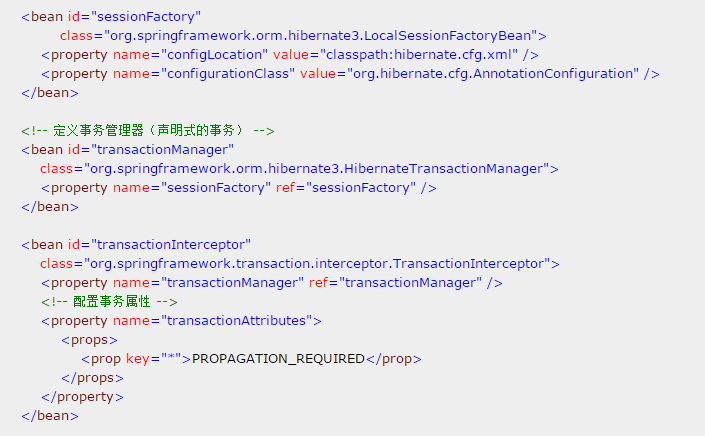 <bean id="sessionFactory"
class="org.springframework.orm.hibernate3.LocalSessionFactoryBean">
<property name="configLocation" value="classpath:hibernate.cfg.xml" />
<property name="configurationClass" value="org.hibernate.cfg.AnnotationConfiguration" />
</bean>
<!-- 定义事务管理器（声明式的事务） -->
<bean id="transactionManager"
class="org.springframework.orm.hibernate3.HibernateTransactionManager">
<property name="sessionFactory" ref="sessionFactory" />
</bean>
<bean id="transactionInterceptor"
class="org.springframework.transaction.interceptor.TransactionInterceptor">
<property name="transactionManager" ref="transactionManager" />
<!-- 配置事务属性 -->
<property name="transactionAttributes">
<props>
<prop key="*">PROPAGATION_REQUIRED</prop>
</props>
</property>
</bean>